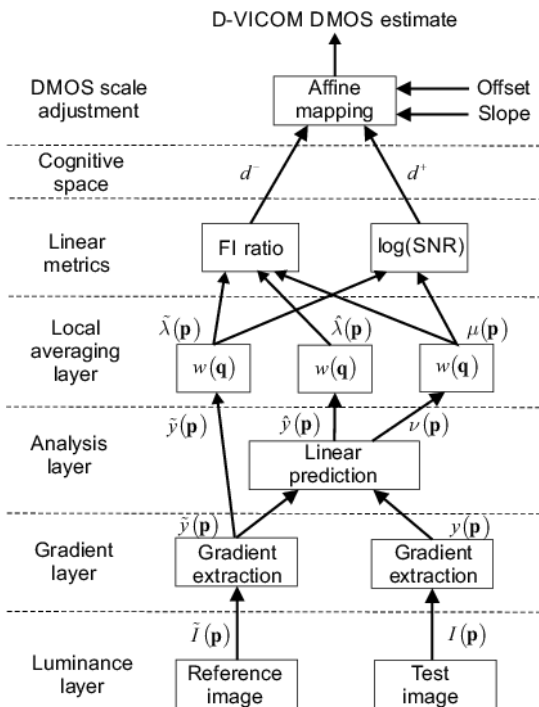 D-VICOM DMOS estimate
DMOS scale
adjustment
Affine
mapping
Offset
Slope
Cognitive
space
d⁻
d⁺
Linear
metrics
FI ratio
log(SNR)
Local
averaging
layer
λ̃(p)
λ̂(p)
μ(p)
w(q)
w(q)
w(q)
Analysis
layer
ỹ(p)
ŷ(p)
ν(p)
Linear
prediction
Gradient
layer
ỹ(p)
y(p)
Gradient
extraction
Gradient
extraction
Ĩ(p)
I(p)
Luminance
layer
Reference
image
Test
image